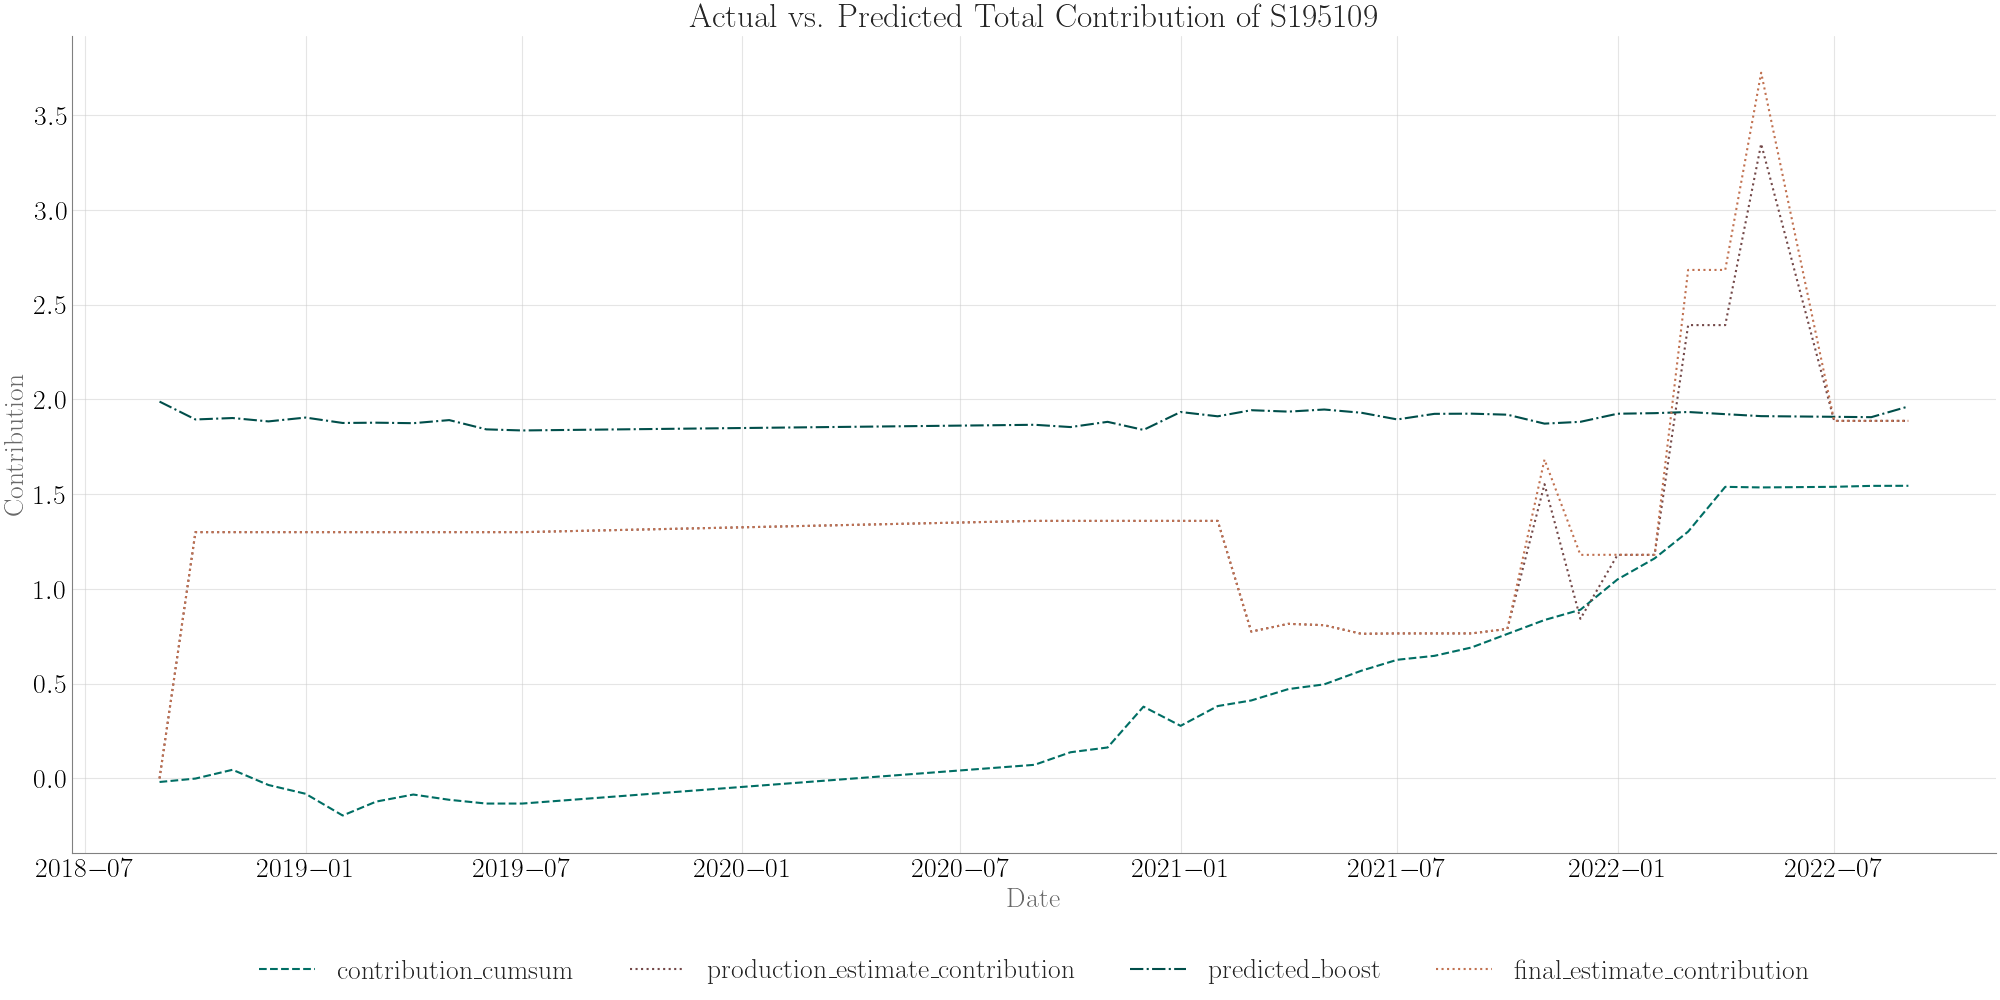 Actual vs. Predicted Total Contribution of S195109
Contribution
3.5
3.0
2.5
2.0
1.5
1.0
0.5
0.0
2018−07 2019−01 2019−07 2020−01 2020−07 2021−01 2021−07 2022−01 2022−07
Date
contribution_cumsum production_estimate_contribution predicted_boost final_estimate_contribution